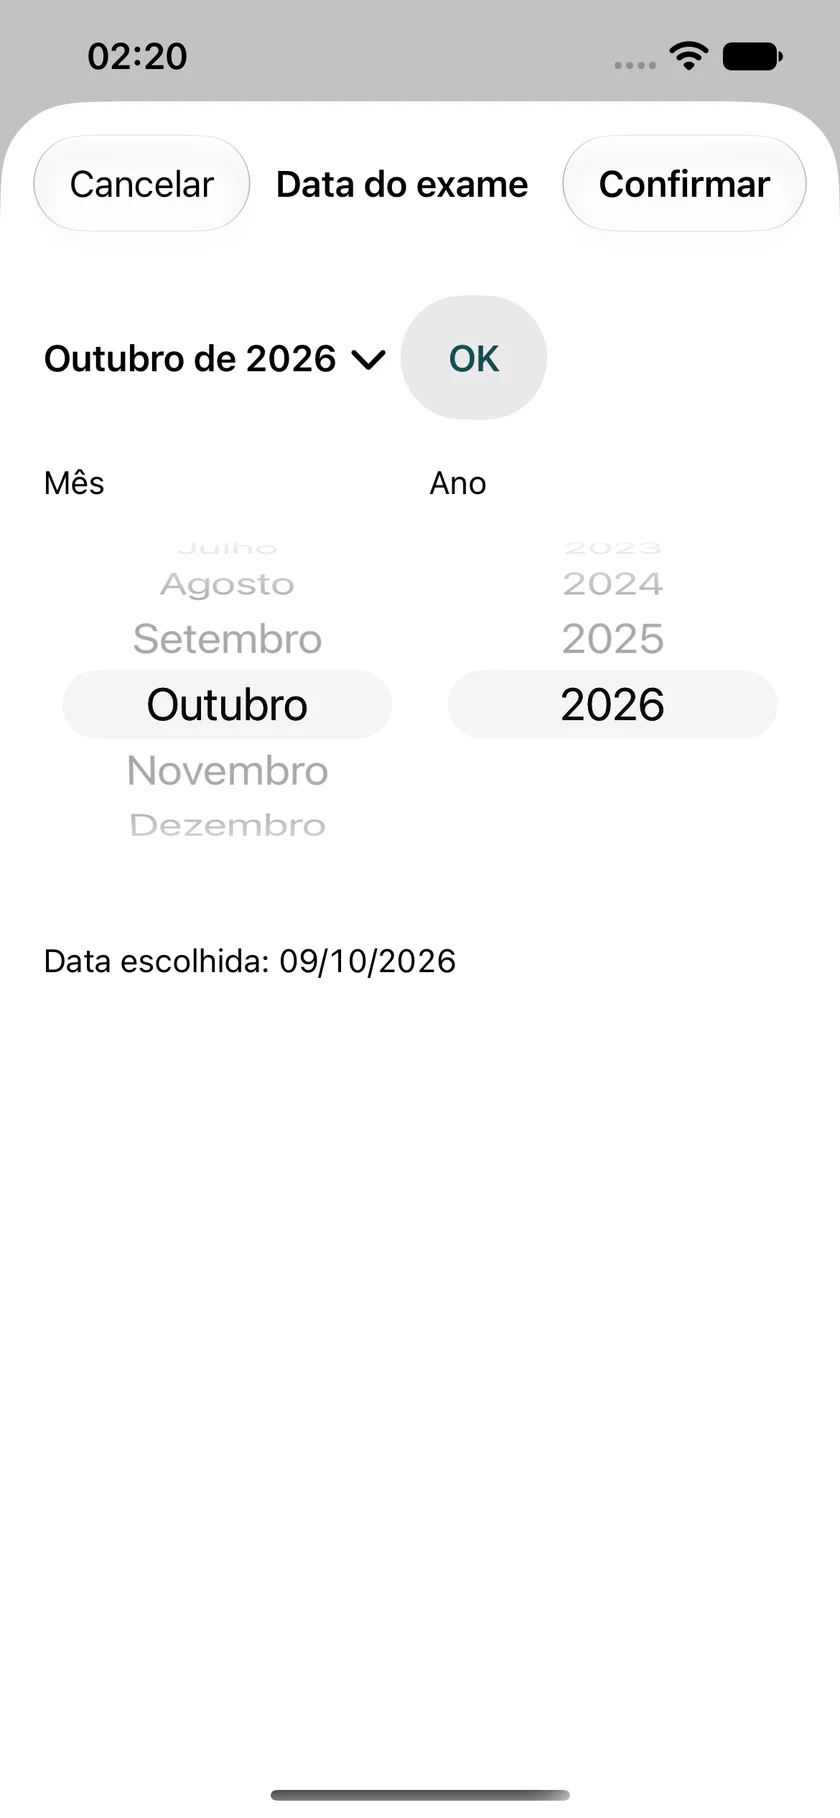 02:20
Cancelar Data do exame Confirmar
Outubro de 2026 OK
Mês Ano
Julho 2023
Agosto 2024
Setembro 2025
Outubro 2026
Novembro
Dezembro
Data escolhida: 09/10/2026